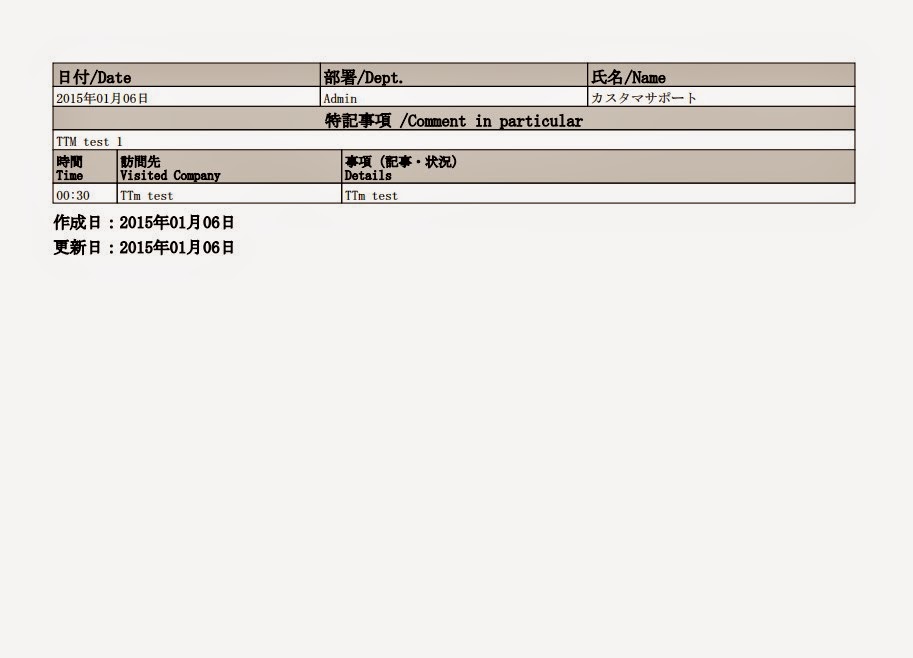 日付/Date 部署/Dept. 氏名/Name
2015年01月06日 Admin カスタマサポート
特記事項 /Comment in particular
TTM test 1
時間 訪問先 事項 (記事・状況)
Time Visited Company Details
00:30 TTm test TTm test
作成日：2015年01月06日
更新日：2015年01月06日